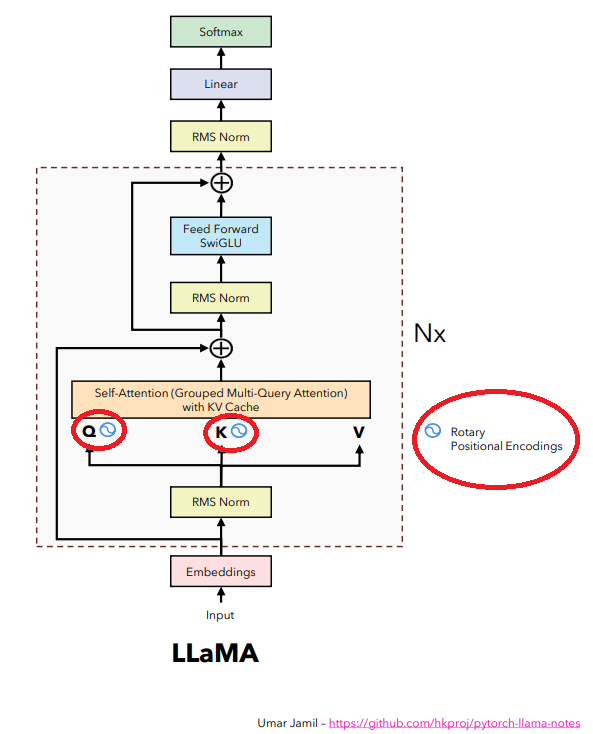 Softmax
Linear
RMS Norm
Feed Forward
SwiGLU
RMS Norm
Nx
Self-Attention (Grouped Multi-Query Attention)
with KV Cache
Q
K
V
Rotary
Positional Encodings
RMS Norm
Embeddings
Input
LLaMA
Umar Jamil – https://github.com/hkproj/pytorch-llama-notes